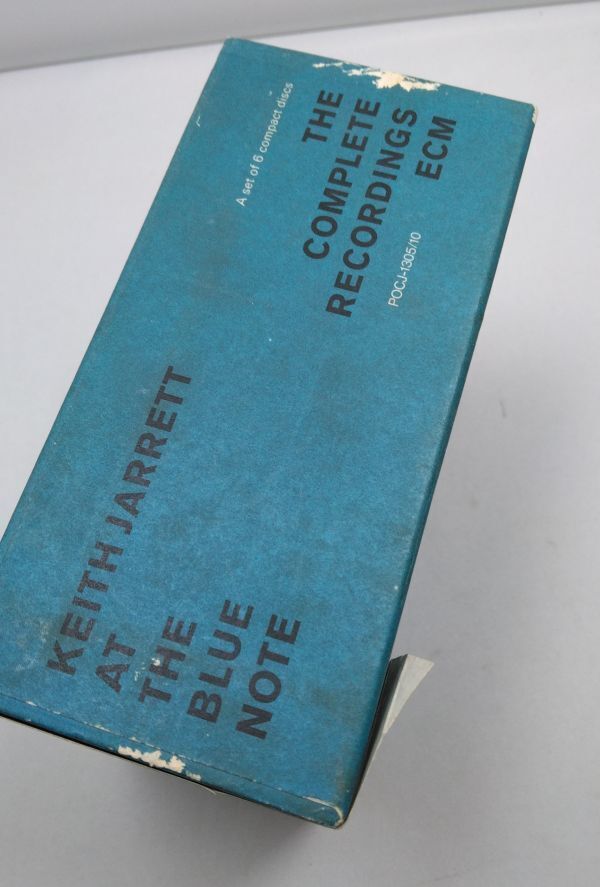 KEITH JARRETT
AT
THE
BLUE
NOTE
A set of 6 compact discs
THE
COMPLETE
RECORDINGS
ECM
POCJ-1305/10